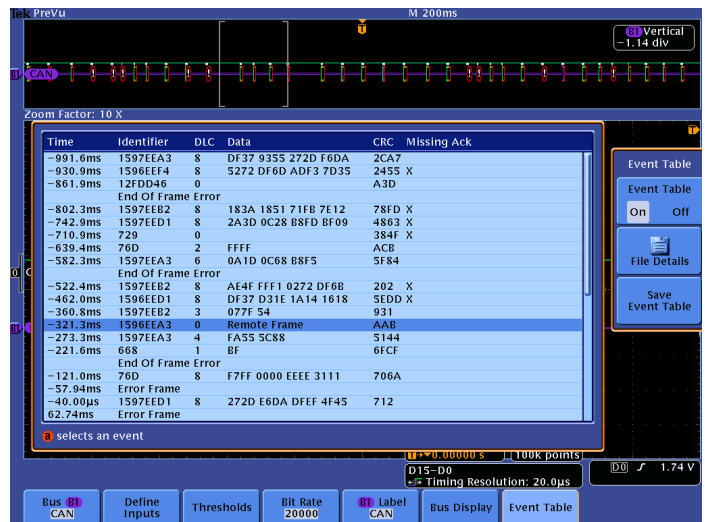 Tek PreVu M 200ms
B1 Vertical
−1.14 div
B1 CAN
Zoom Factor: 10 X
Time Identifier DLC Data CRC Missing Ack
−991.6ms 1597EEA3 8 DF37 9355 272D F6DA 2CA7
−930.9ms 1596EEF4 8 5272 DF6D ADF3 7D35 2455 X
−861.9ms 12FDD46 0 A3D
End Of Frame Error
−802.3ms 1597EEB2 8 183A 1851 71FB 7E12 78FD X
−742.9ms 1597EED1 8 2A3D 0C28 B8FD BF09 4863 X
−710.9ms 729 0 384F X
−639.4ms 76D 2 FFFF ACB
−582.3ms 1597EEA3 6 0A1D 0C68 B8F5 5F84
End Of Frame Error
−522.4ms 1597EEB2 8 AE4F FFF1 0272 DF6B 202 X
−462.0ms 1596EED1 8 DF37 D31E 1A14 1618 5EDD X
−360.8ms 1597EEB2 3 077F 54 931
−321.3ms 1596EEA3 0 Remote Frame AAB
−273.3ms 1597EEA3 4 FA55 5C88 5144
−221.6ms 668 1 BF 6FCF
End Of Frame Error
−121.0ms 76D 8 F7FF 0000 EEEE 3111 706A
−57.94ms Error Frame
−40.00µs 1597EED1 8 272D E6DA DFEF 4F45 712
62.74ms Error Frame
a selects an event
Event Table
Event Table
On Off
File Details
Save
Event Table
0.00000 s 100k points
D15−D0
Timing Resolution: 20.0µs
D0 1.74 V
Bus B1
CAN
Define
Inputs
Thresholds
Bit Rate
20000
B1 Label
CAN
Bus Display
Event Table